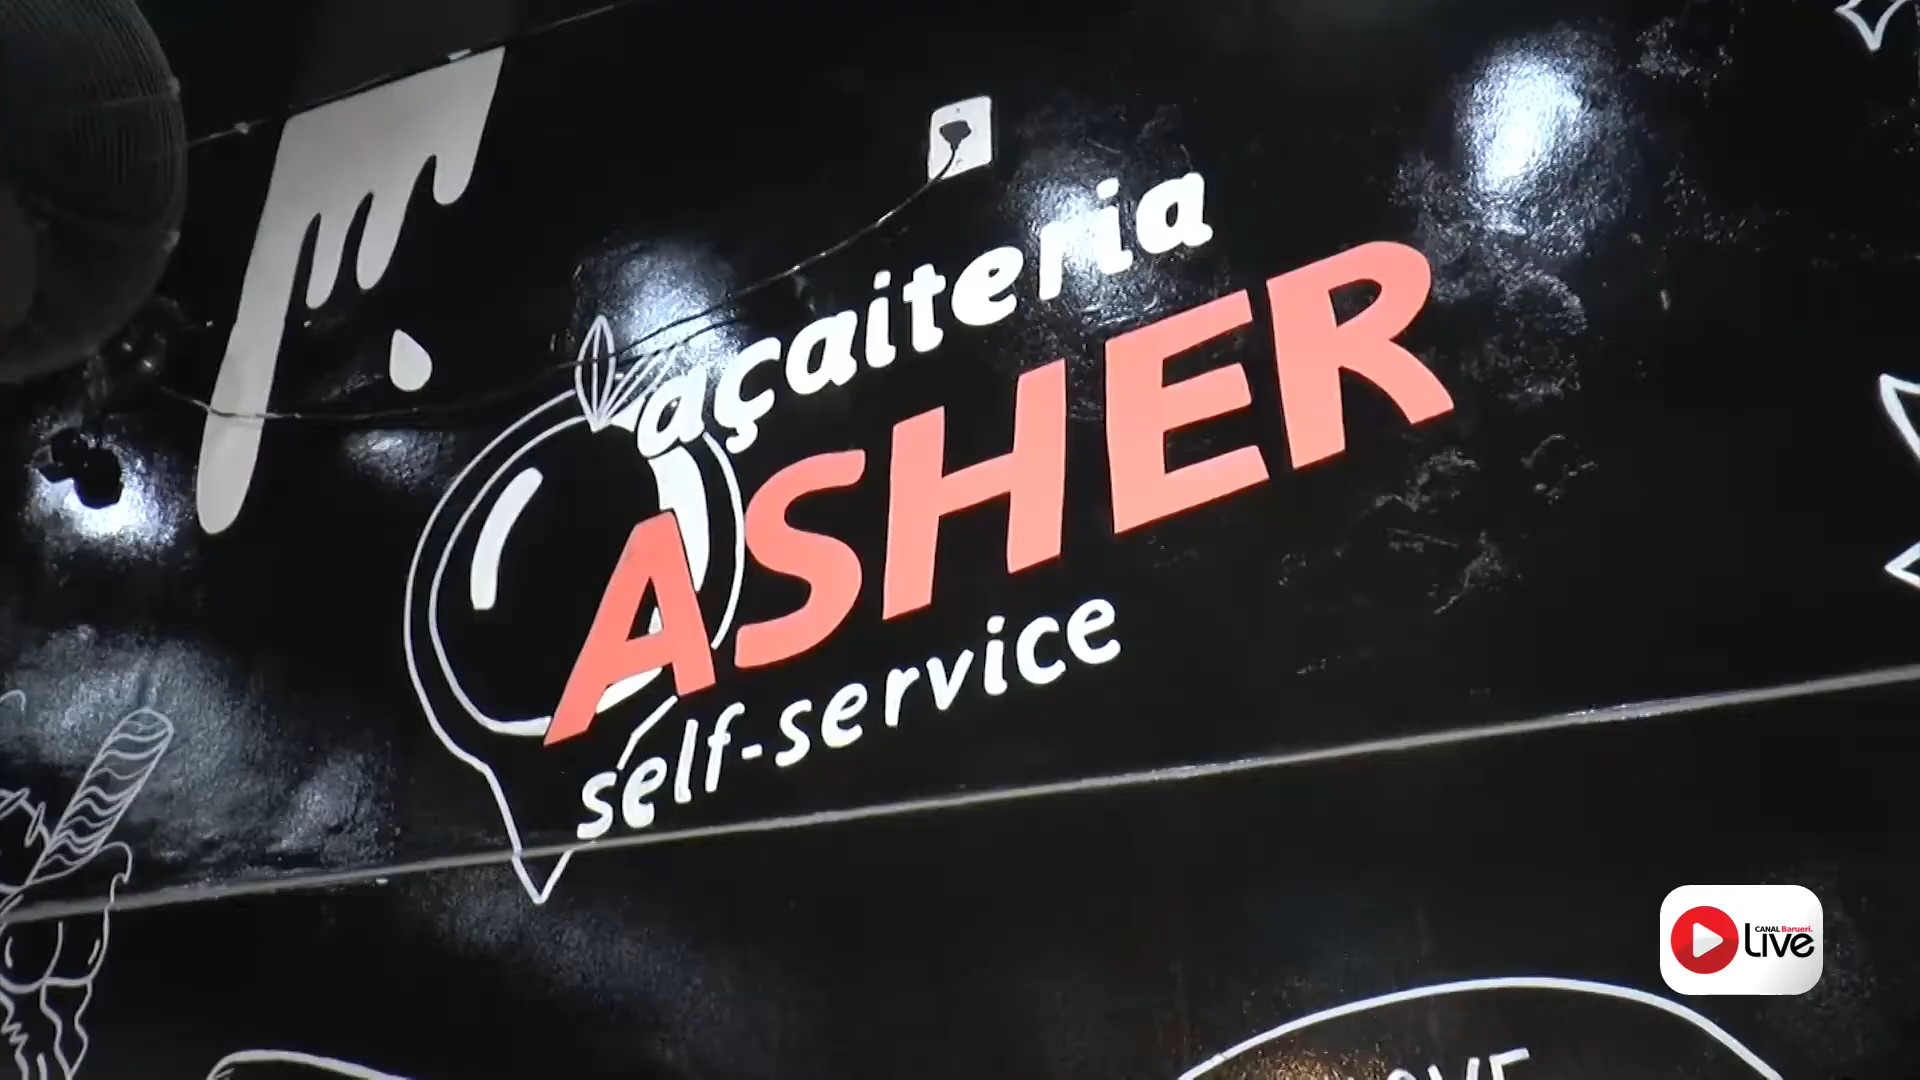 açaiteria
ASHER
self-service
CANAL Barueri.
Live